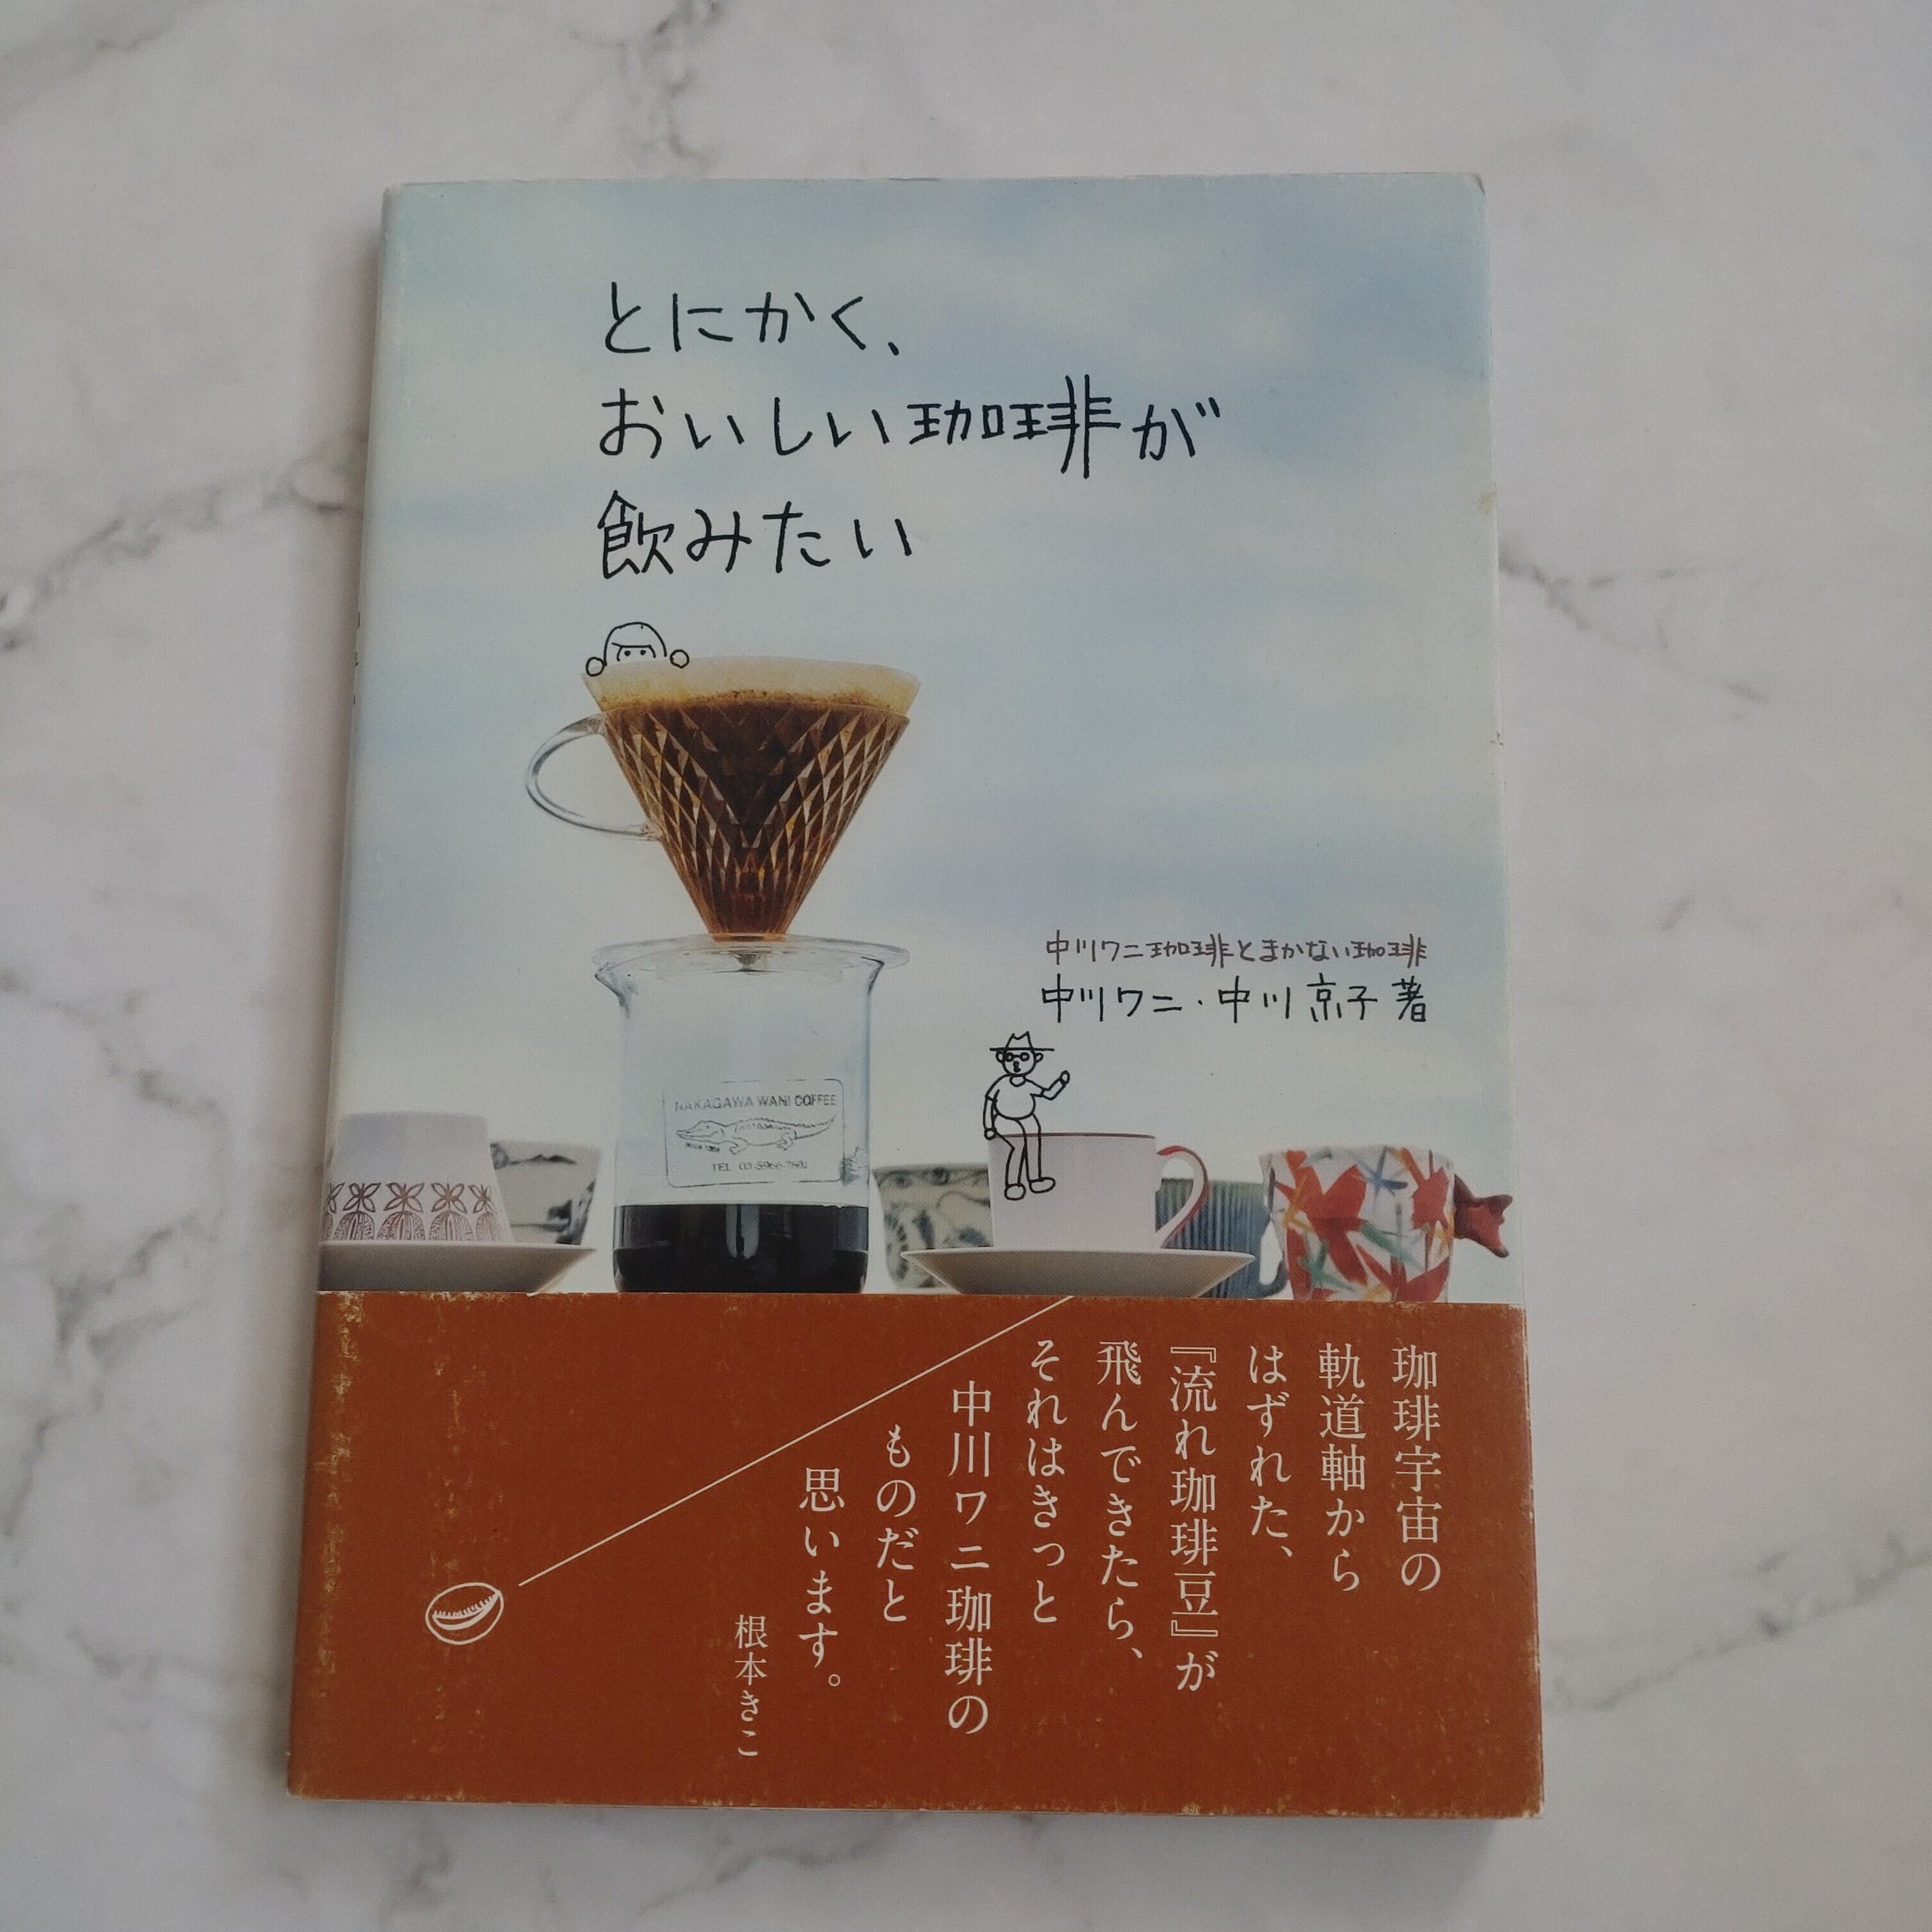 とにかく、
おいしい珈琲が
飲みたい
中川ワニ珈琲とまかない珈琲
中川ワニ・中川京子 著
NAKAGAWA WANI COFFEE
珈琲宇宙の
軌道軸から
はずれた、
『流れ珈琲豆』が
飛んできたら、
それはきっと
中川ワニ珈琲の
ものだと
思います。
根本きこ